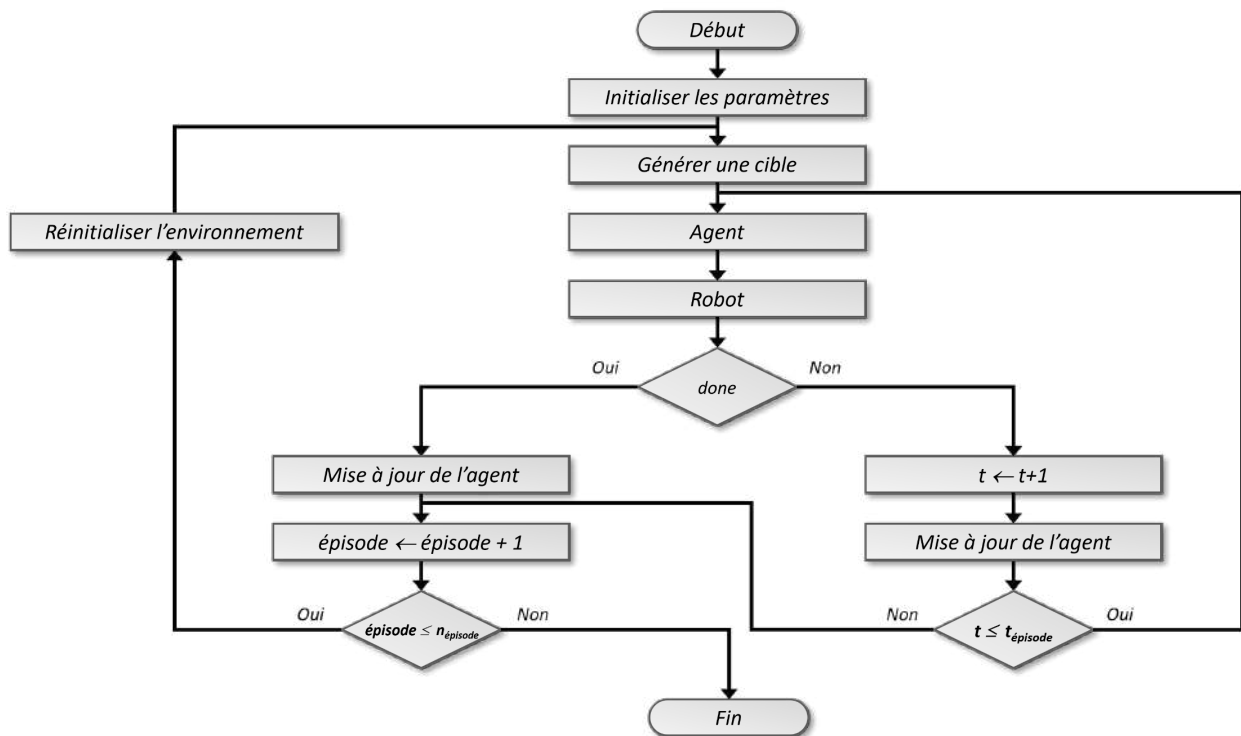 Début
Initialiser les paramètres
Générer une cible
Réinitialiser l'environnement
Agent
Robot
Oui
done
Non
Mise à jour de l'agent
t ← t+1
épisode ← épisode + 1
Mise à jour de l'agent
Oui
épisode ≤ n_épisode
Non
Non
t ≤ t_épisode
Oui
Fin